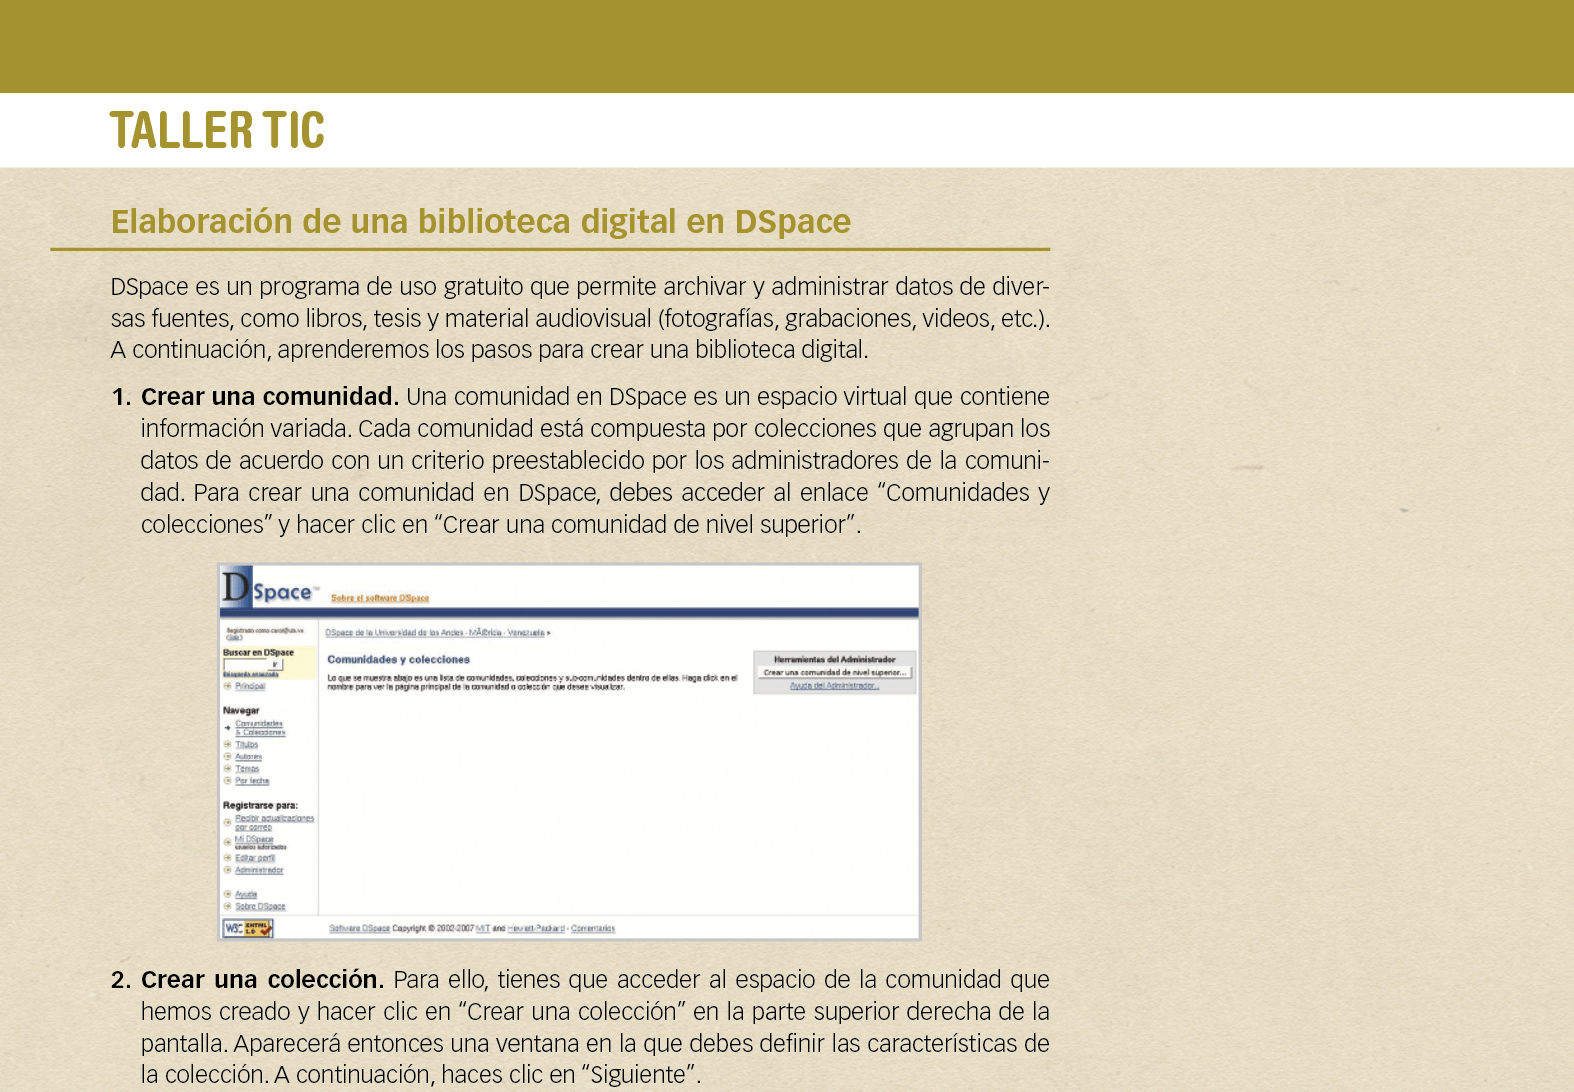 TALLER TIC
Elaboración de una biblioteca digital en DSpace
DSpace es un programa de uso gratuito que permite archivar y administrar datos de diver-
sas fuentes, como libros, tesis y material audiovisual (fotografías, grabaciones, videos, etc.).
A continuación, aprenderemos los pasos para crear una biblioteca digital.
1. Crear una comunidad. Una comunidad en DSpace es un espacio virtual que contiene
información variada. Cada comunidad está compuesta por colecciones que agrupan los
datos de acuerdo con un criterio preestablecido por los administradores de la comuni-
dad. Para crear una comunidad en DSpace, debes acceder al enlace “Comunidades y
colecciones” y hacer clic en “Crear una comunidad de nivel superior”.
DSpace™
Sobre el software DSpace
Registrado como
(Salir)
Buscar en DSpace
Búsqueda avanzada
Principal
Navegar
Comunidades
& Colecciones
Títulos
Autores
Temas
Por fecha
Registrarse para:
Recibir actualizaciones
por correo
Mi DSpace
usuarios autorizados
Editar perfil
Administrador
Ayuda
Sobre DSpace
W3C XHTML 1.0
DSpace de la Universidad de los Andes - MÃ©rida - Venezuela >
Comunidades y colecciones
Lo que se muestra abajo es una lista de comunidades, colecciones y sub-comunidades dentro de ellas. Haga click en el
nombre para ver la página principal de la comunidad o colección que desee visualizar.
Herramientas del Administrador
Crear una comunidad de nivel superior...
Ayuda del Administrador...
Software DSpace Copyright © 2002-2007 MIT and Hewlett-Packard - Comentarios
2. Crear una colección. Para ello, tienes que acceder al espacio de la comunidad que
hemos creado y hacer clic en “Crear una colección” en la parte superior derecha de la
pantalla. Aparecerá entonces una ventana en la que debes definir las características de
la colección. A continuación, haces clic en “Siguiente”.